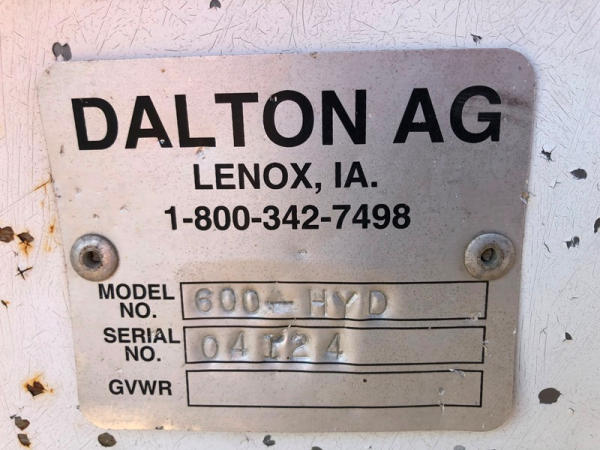 DALTON AG
LENOX, IA.
1-800-342-7498
MODEL NO. 600-HYD
SERIAL NO. 04124
GVWR